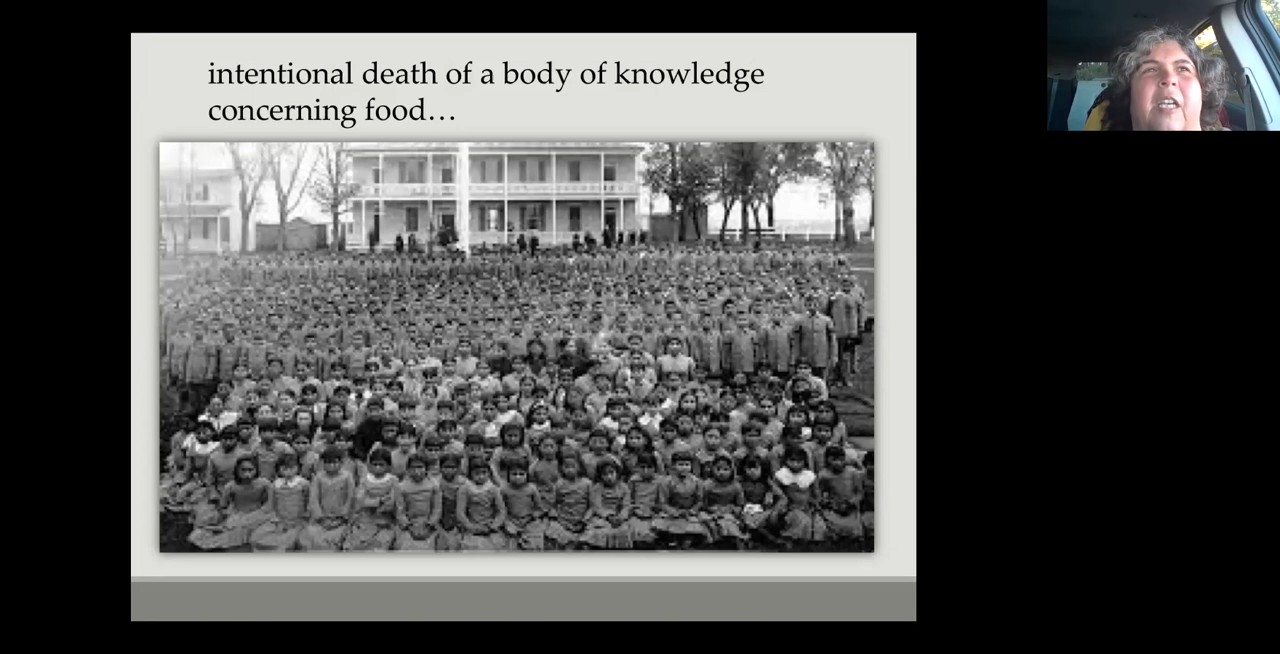 intentional death of a body of knowledge
concerning food…